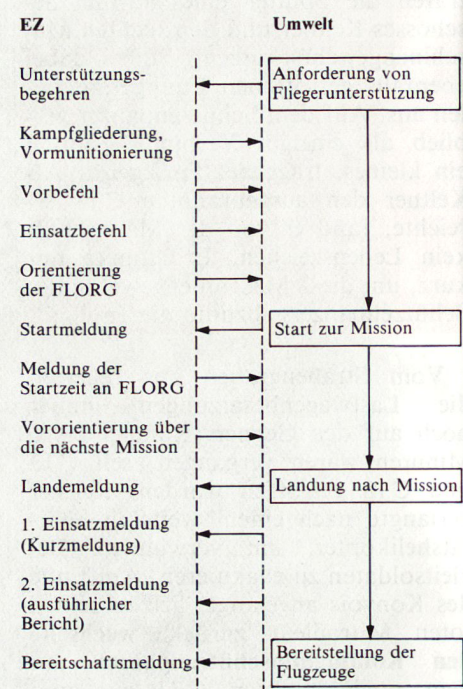 EZ
Umwelt
Unterstützungs-
begehren
Anforderung von
Fliegerunterstützung
Kampfgliederung,
Vormunitionierung
Vorbefehl
Einsatzbefehl
Orientierung
der FLORG
Startmeldung
Start zur Mission
Meldung der
Startzeit an FLORG
Vororientierung über
die nächste Mission
Landemeldung
Landung nach Mission
1. Einsatzmeldung
(Kurzmeldung)
2. Einsatzmeldung
(ausführlicher
Bericht)
Bereitschaftsmeldung
Bereitstellung der
Flugzeuge